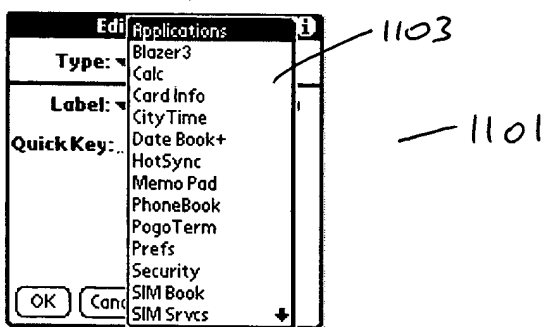 Edi
Applications
Type:
Blazer3
Calc
Label:
Card Info
CityTime
Quick Key:
Date Book+
HotSync
Memo Pad
PhoneBook
PogoTerm
Prefs
Security
OK
Canc
SIM Book
SIM Srvcs
1103
1101